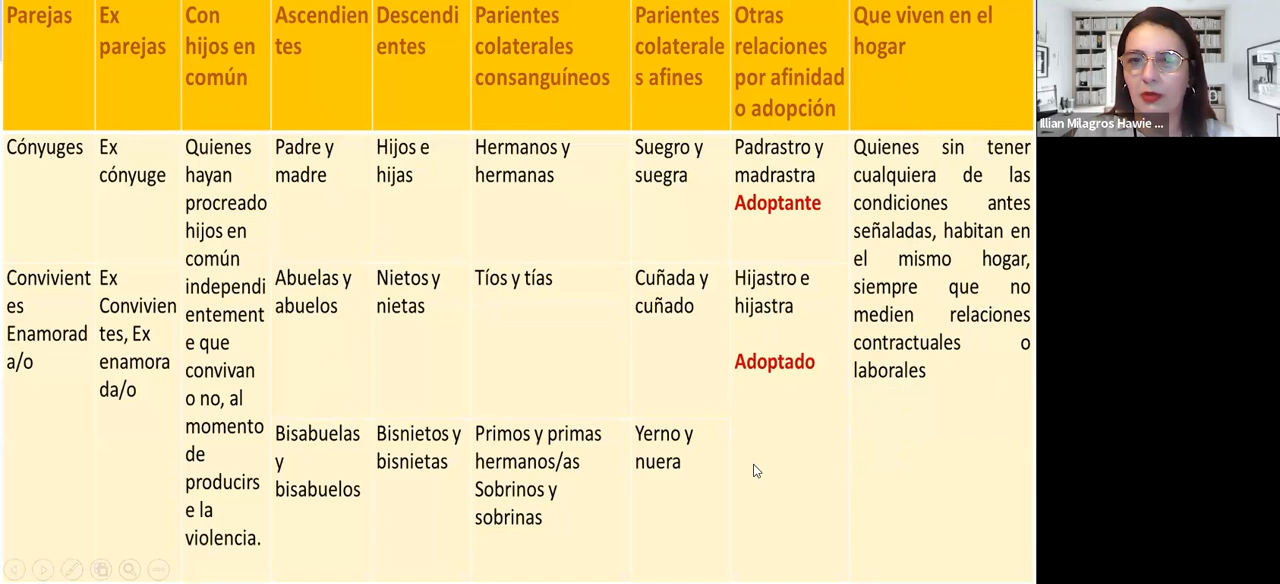 Parejas
Ex
parejas
Con
hijos en
común
Ascendien
tes
Descendi
entes
Parientes
colaterales
consanguíneos
Parientes
colaterale
s afines
Otras
relaciones
por afinidad
o adopción
Que viven en el
hogar
Cónyuges
Ex
cónyuge
Quienes
hayan
procreado
hijos en
común
independi
entement
e que
convivan
o no, al
momento
de
producirs
e la
violencia.
Padre y
madre
Hijos e
hijas
Hermanos y
hermanas
Suegro y
suegra
Padrastro y
madrastra
Adoptante
Quienes sin tener
cualquiera de las
condiciones antes
señaladas, habitan en
el mismo hogar,
siempre que no
medien relaciones
contractuales o
laborales
Convivient
es
Enamorad
a/o
Ex
Convivien
tes, Ex
enamora
da/o
Abuelas y
abuelos
Nietos y
nietas
Tíos y tías
Cuñada y
cuñado
Hijastro e
hijastra
Adoptado
Bisabuelas
y
bisabuelos
Bisnietos y
bisnietas
Primos y primas
hermanos/as
Sobrinos y
sobrinas
Yerno y
nuera
Illian Milagros Hawie ...